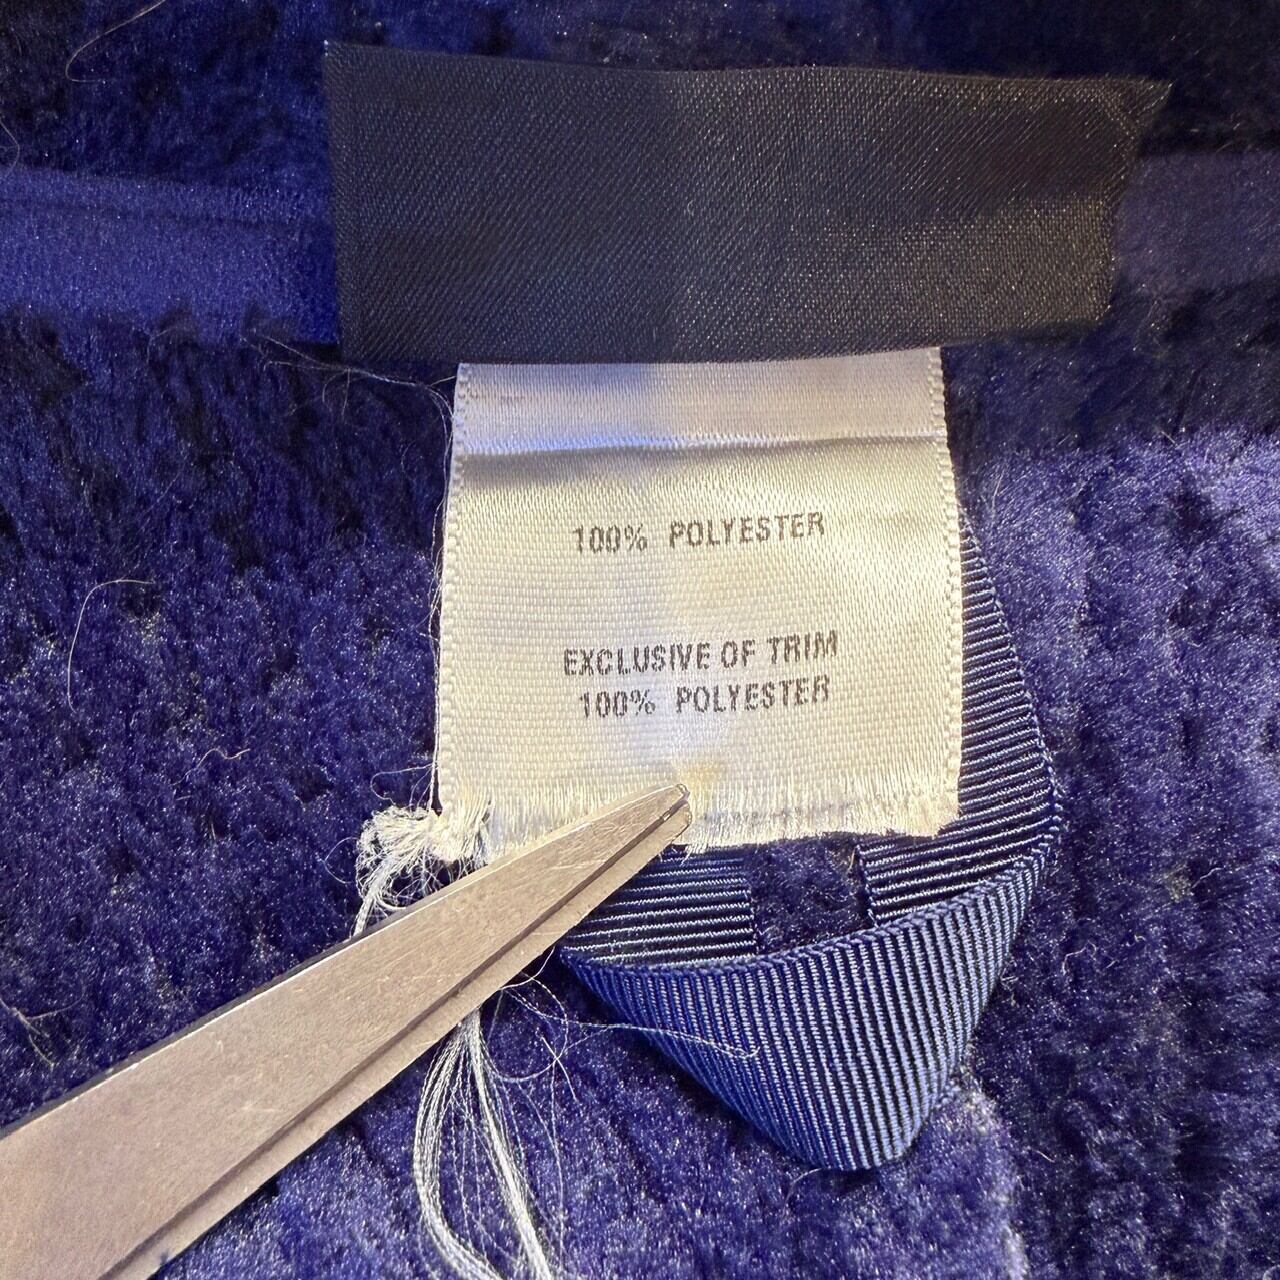 100% POLYESTER
EXCLUSIVE OF TRIM
100% POLYESTER